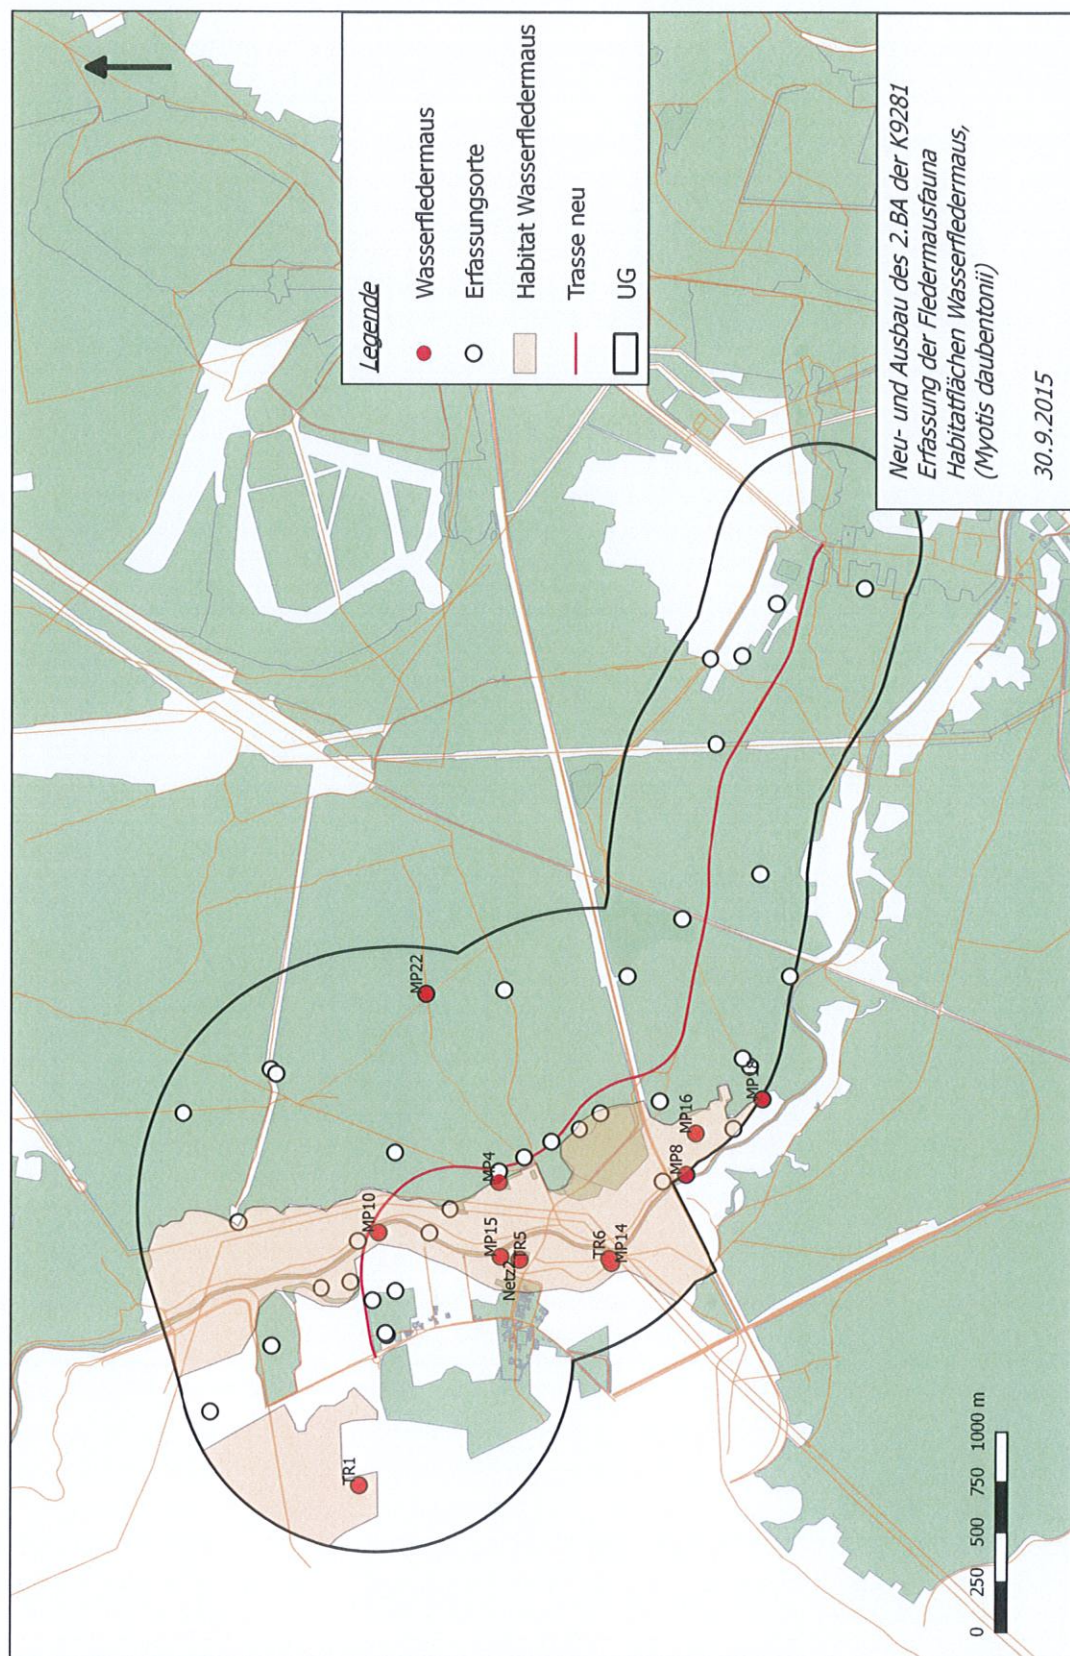 Legende
Wasserfledermaus
Erfassungsorte
Habitat Wasserfledermaus
Trasse neu
UG
Neu- und Ausbau des 2.BA der K9281
Erfassung der Fledermausfauna
Habitatflächen Wasserfledermaus,
(Myotis daubentonii)
30.9.2015
MP22
MP10
MP4
MP15
Netz2
TR5
TR6
MP14
MP16
MP8
TR1
0 250 500 750 1000 m